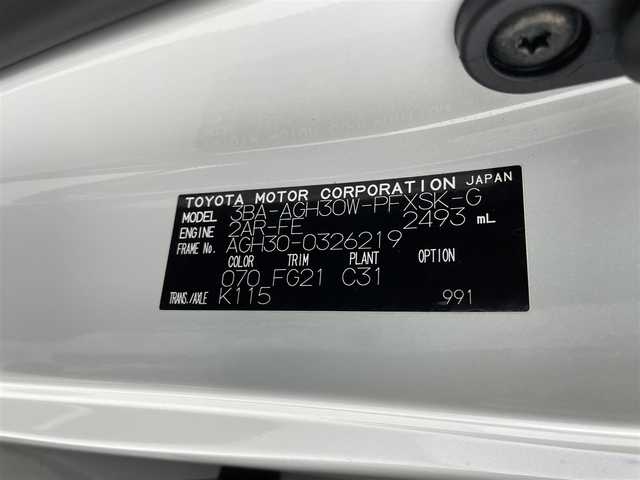 TOYOTA MOTOR CORPORATION JAPAN
MODEL 3BA-AGH30W-PFXSK-G
ENGINE 2AR-FE 2493 mL
FRAME No. AGH30-0326219
COLOR TRIM PLANT OPTION
070 FG21 C31
TRANS./AXLE K115 991